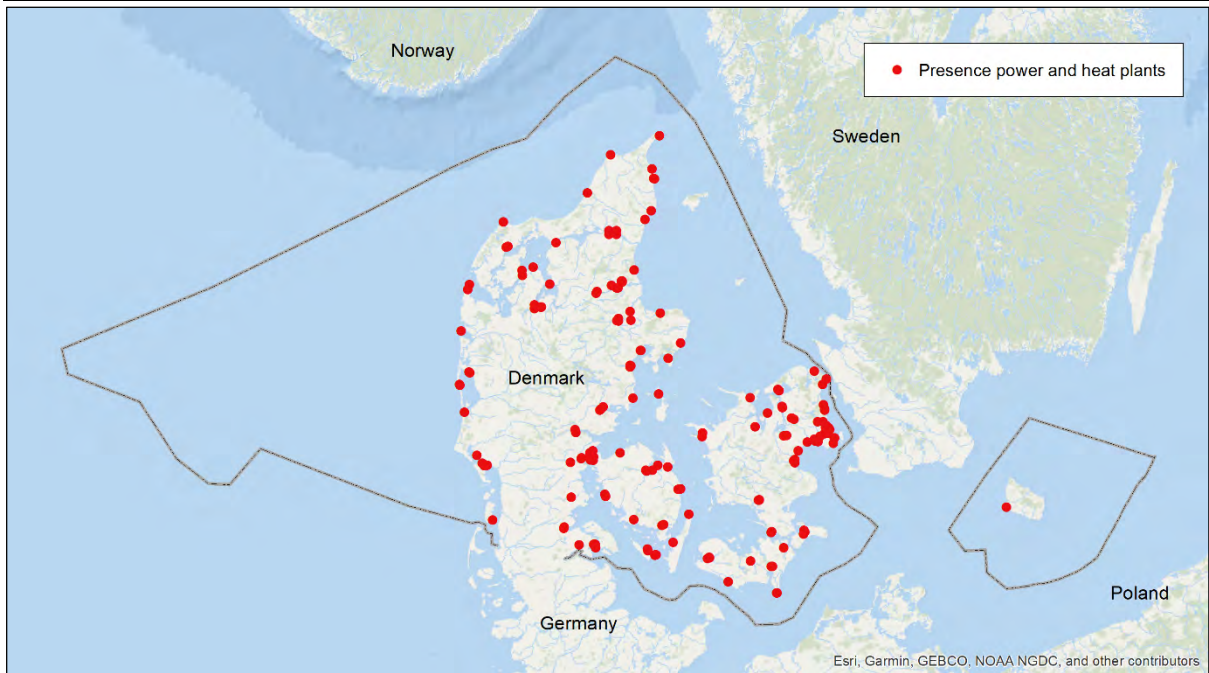 Norway
Presence power and heat plants
Sweden
Denmark
Poland
Germany
Esri, Garmin, GEBCO, NOAA NGDC, and other contributors